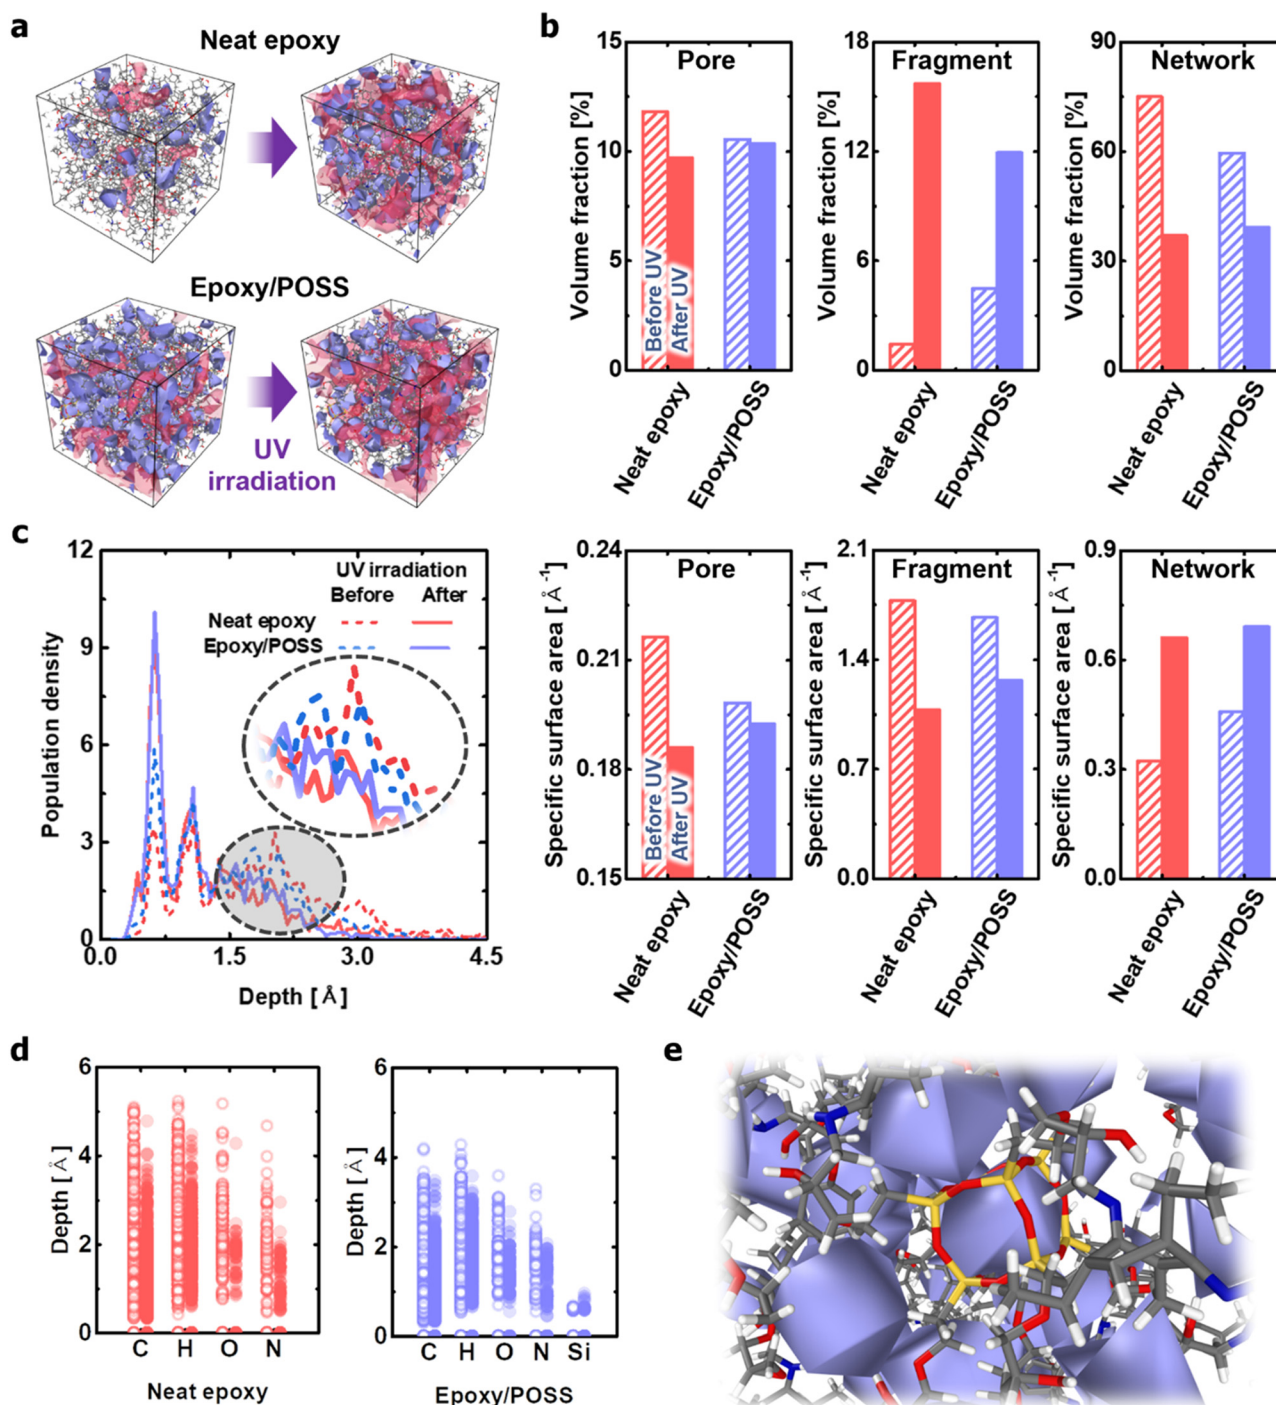 a
Neat epoxy
Epoxy/POSS
UV
irradiation
b
Volume fraction [%]
15
10
5
0
Pore
Before UV
After UV
Neat epoxy
Epoxy/POSS
Volume fraction [%]
18
12
6
0
Fragment
Neat epoxy
Epoxy/POSS
Volume fraction [%]
90
60
30
0
Network
Neat epoxy
Epoxy/POSS
Specific surface area [Å⁻¹]
0.24
0.21
0.18
0.15
Pore
Before UV
After UV
Neat epoxy
Epoxy/POSS
Specific surface area [Å⁻¹]
2.1
1.4
0.7
0.0
Fragment
Neat epoxy
Epoxy/POSS
Specific surface area [Å⁻¹]
0.9
0.6
0.3
0.0
Network
Neat epoxy
Epoxy/POSS
c
Population density
12
9
6
3
0
UV irradiation
Before After
Neat epoxy
Epoxy/POSS
0.0 1.5 3.0 4.5
Depth [Å]
d
Depth [Å]
6
4
2
0
C H O N
Neat epoxy
Depth [Å]
6
4
2
0
C H O N Si
Epoxy/POSS
e